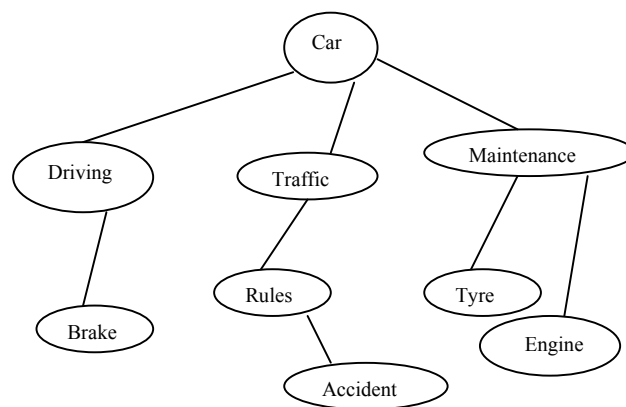 Car
Driving
Traffic
Maintenance
Rules
Tyre
Brake
Engine
Accident